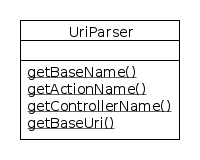 UriParser
getBaseName()
getActionName()
getControllerName()
getBaseUri()